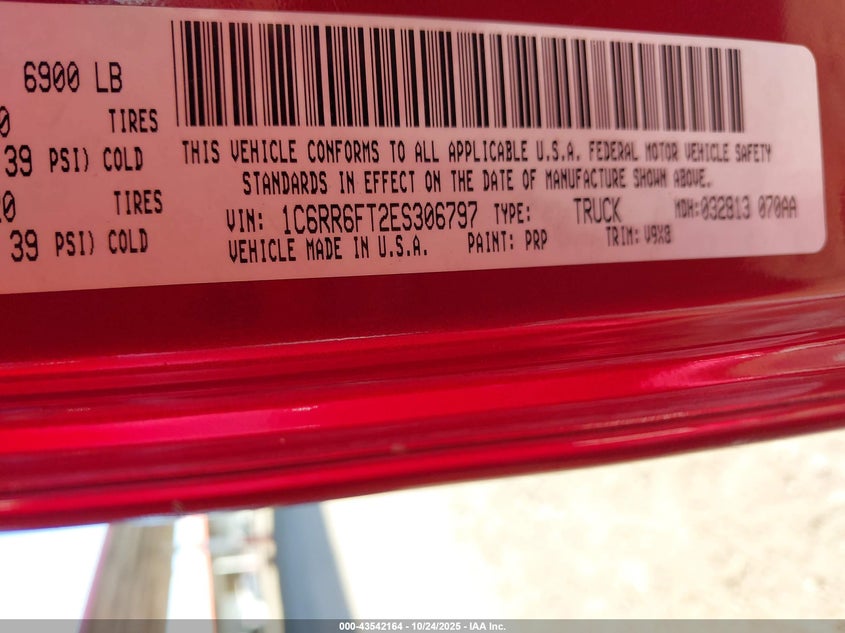 6900 LB
0 TIRES
39 PSI) COLD
0 TIRES
39 PSI) COLD
THIS VEHICLE CONFORMS TO ALL APPLICABLE U.S.A. FEDERAL MOTOR VEHICLE SAFETY
STANDARDS IN EFFECT ON THE DATE OF MANUFACTURE SHOWN ABOVE.
VIN: 1C6RR6FT2ES306797 TYPE: TRUCK MDH:032813 070AA
VEHICLE MADE IN U.S.A. PAINT: PRP TRIM: V9X8
000-43542164 - 10/24/2025 - IAA Inc.